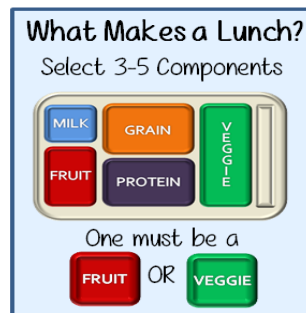 What Makes a Lunch?
Select 3-5 Components
MILK
GRAIN
VEGGIE
FRUIT
PROTEIN
One must be a
FRUIT OR VEGGIE